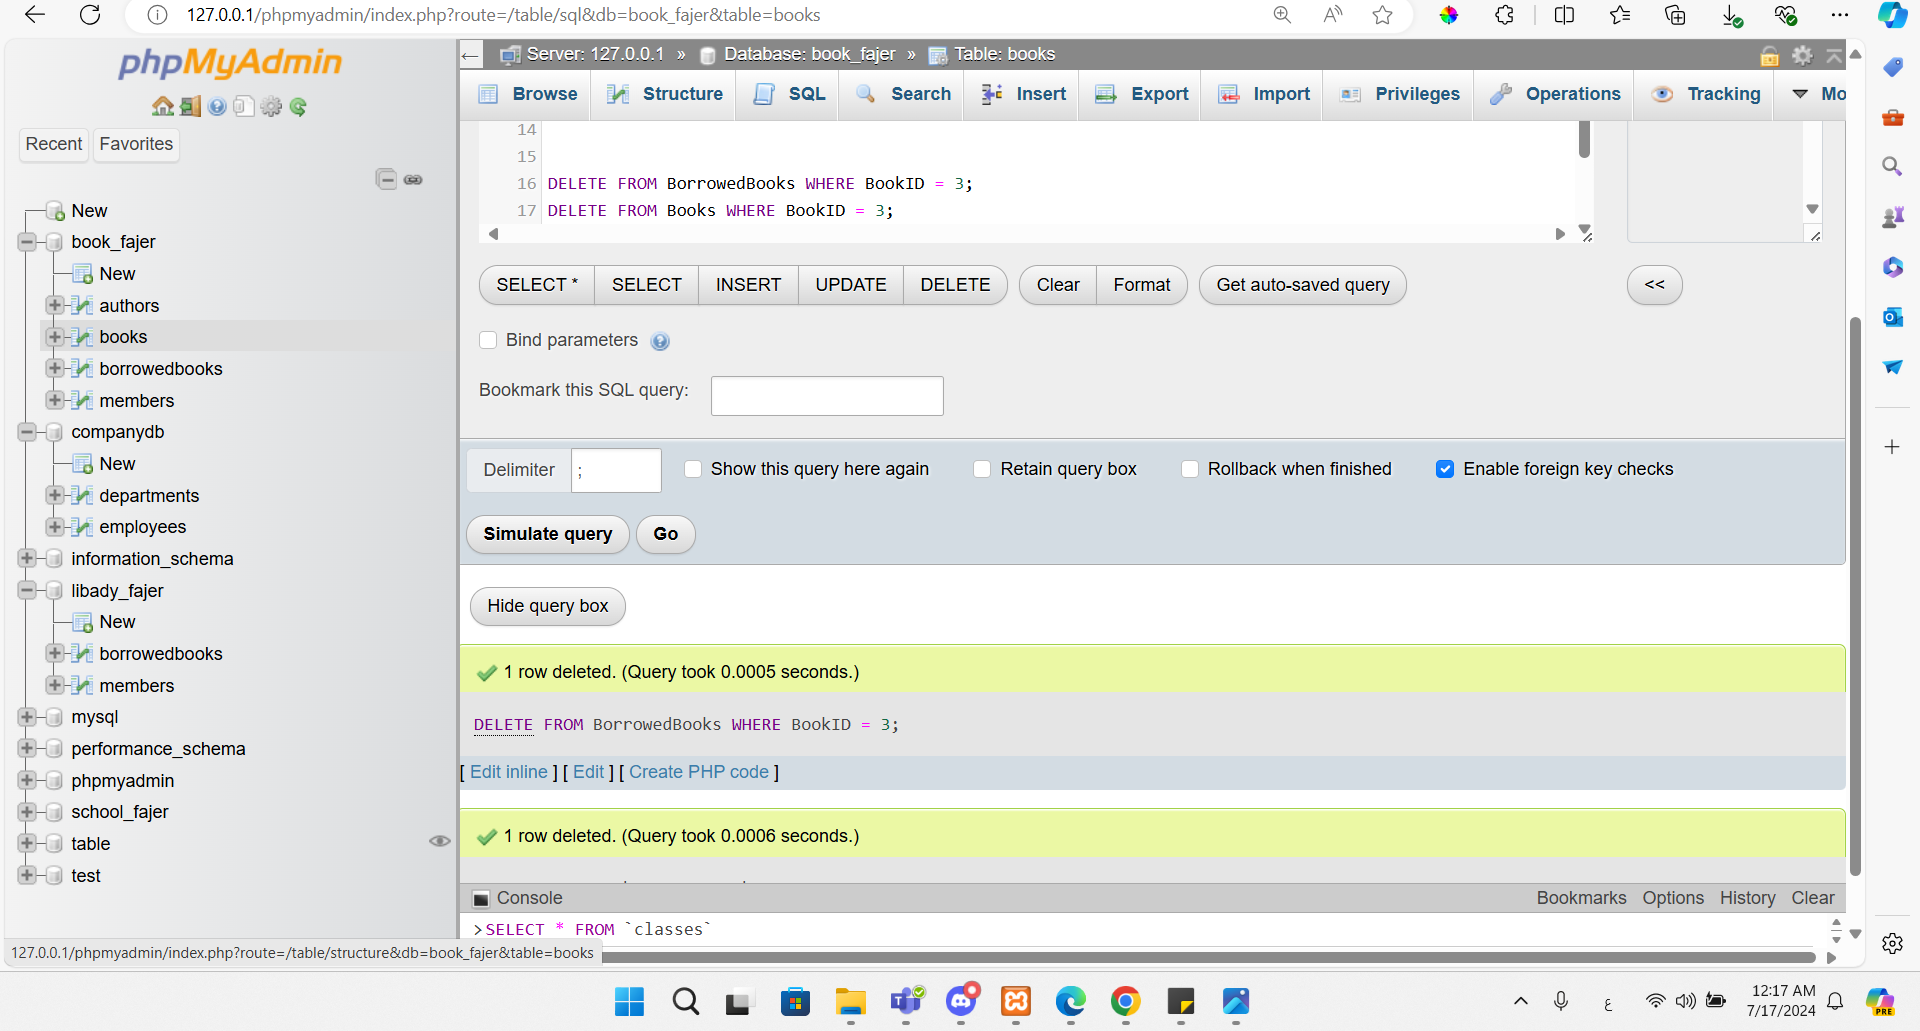 127.0.0.1/phpmyadmin/index.php?route=/table/sql&db=book_fajer&table=books
phpMyAdmin
Recent
Favorites
New
book_fajer
New
authors
books
borrowedbooks
members
companydb
New
departments
employees
information_schema
libady_fajer
New
borrowedbooks
members
mysql
performance_schema
phpmyadmin
school_fajer
table
test
127.0.0.1/phpmyadmin/index.php?route=/table/structure&db=book_fajer&table=books
Server: 127.0.0.1 » Database: book_fajer » Table: books
Browse Structure SQL Search Insert Export Import Privileges Operations Tracking Mo
14
15
16 DELETE FROM BorrowedBooks WHERE BookID = 3;
17 DELETE FROM Books WHERE BookID = 3;
SELECT * SELECT INSERT UPDATE DELETE Clear Format Get auto-saved query <<
Bind parameters
Bookmark this SQL query:
Delimiter ; Show this query here again Retain query box Rollback when finished Enable foreign key checks
Simulate query Go
Hide query box
1 row deleted. (Query took 0.0005 seconds.)
DELETE FROM BorrowedBooks WHERE BookID = 3;
[ Edit inline ] [ Edit ] [ Create PHP code ]
1 row deleted. (Query took 0.0006 seconds.)
Console Bookmarks Options History Clear
>SELECT * FROM `classes`
ع
12:17 AM
7/17/2024
PRE